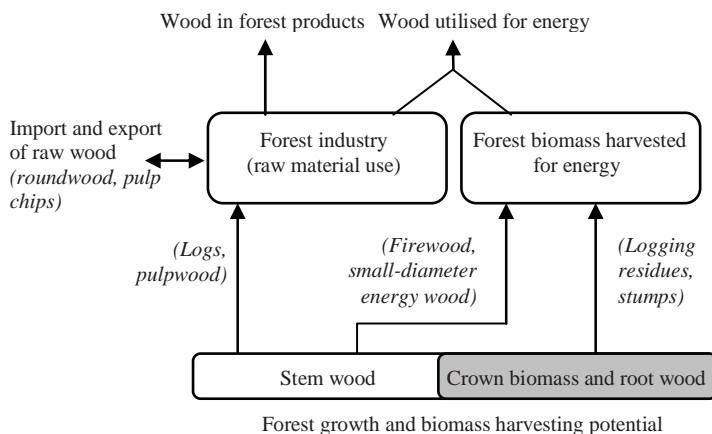 Wood in forest products
Wood utilised for energy
Import and export
of raw wood
(roundwood, pulp
chips)
Forest industry
(raw material use)
Forest biomass harvested
for energy
(Logs,
pulpwood)
(Firewood,
small-diameter
energy wood)
(Logging
residues,
stumps)
Stem wood
Crown biomass and root wood
Forest growth and biomass harvesting potential